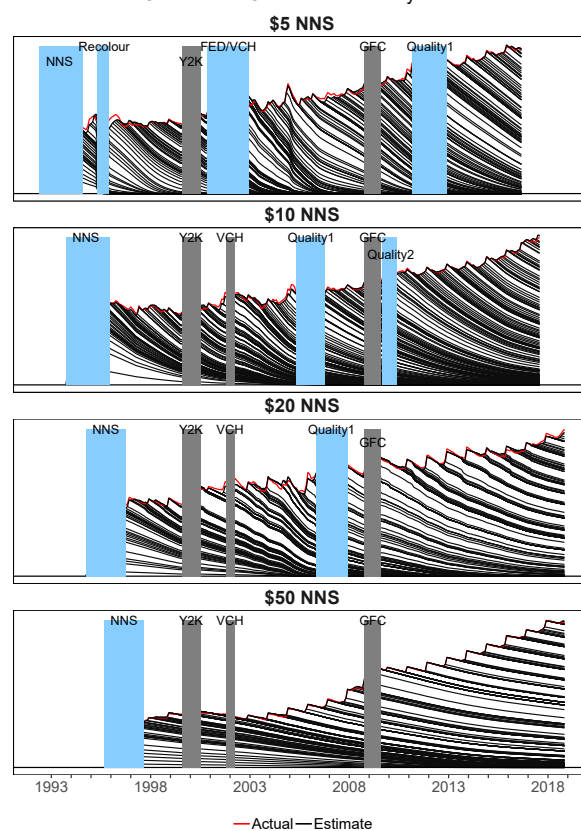 $5 NNS
Recolour FED/VCH GFC Quality1
NNS Y2K
$10 NNS
NNS Y2K VCH Quality1 GFC
Quality2
$20 NNS
NNS Y2K VCH Quality1
GFC
$50 NNS
NNS Y2K VCH GFC
1993 1998 2003 2008 2013 2018
Actual Estimate